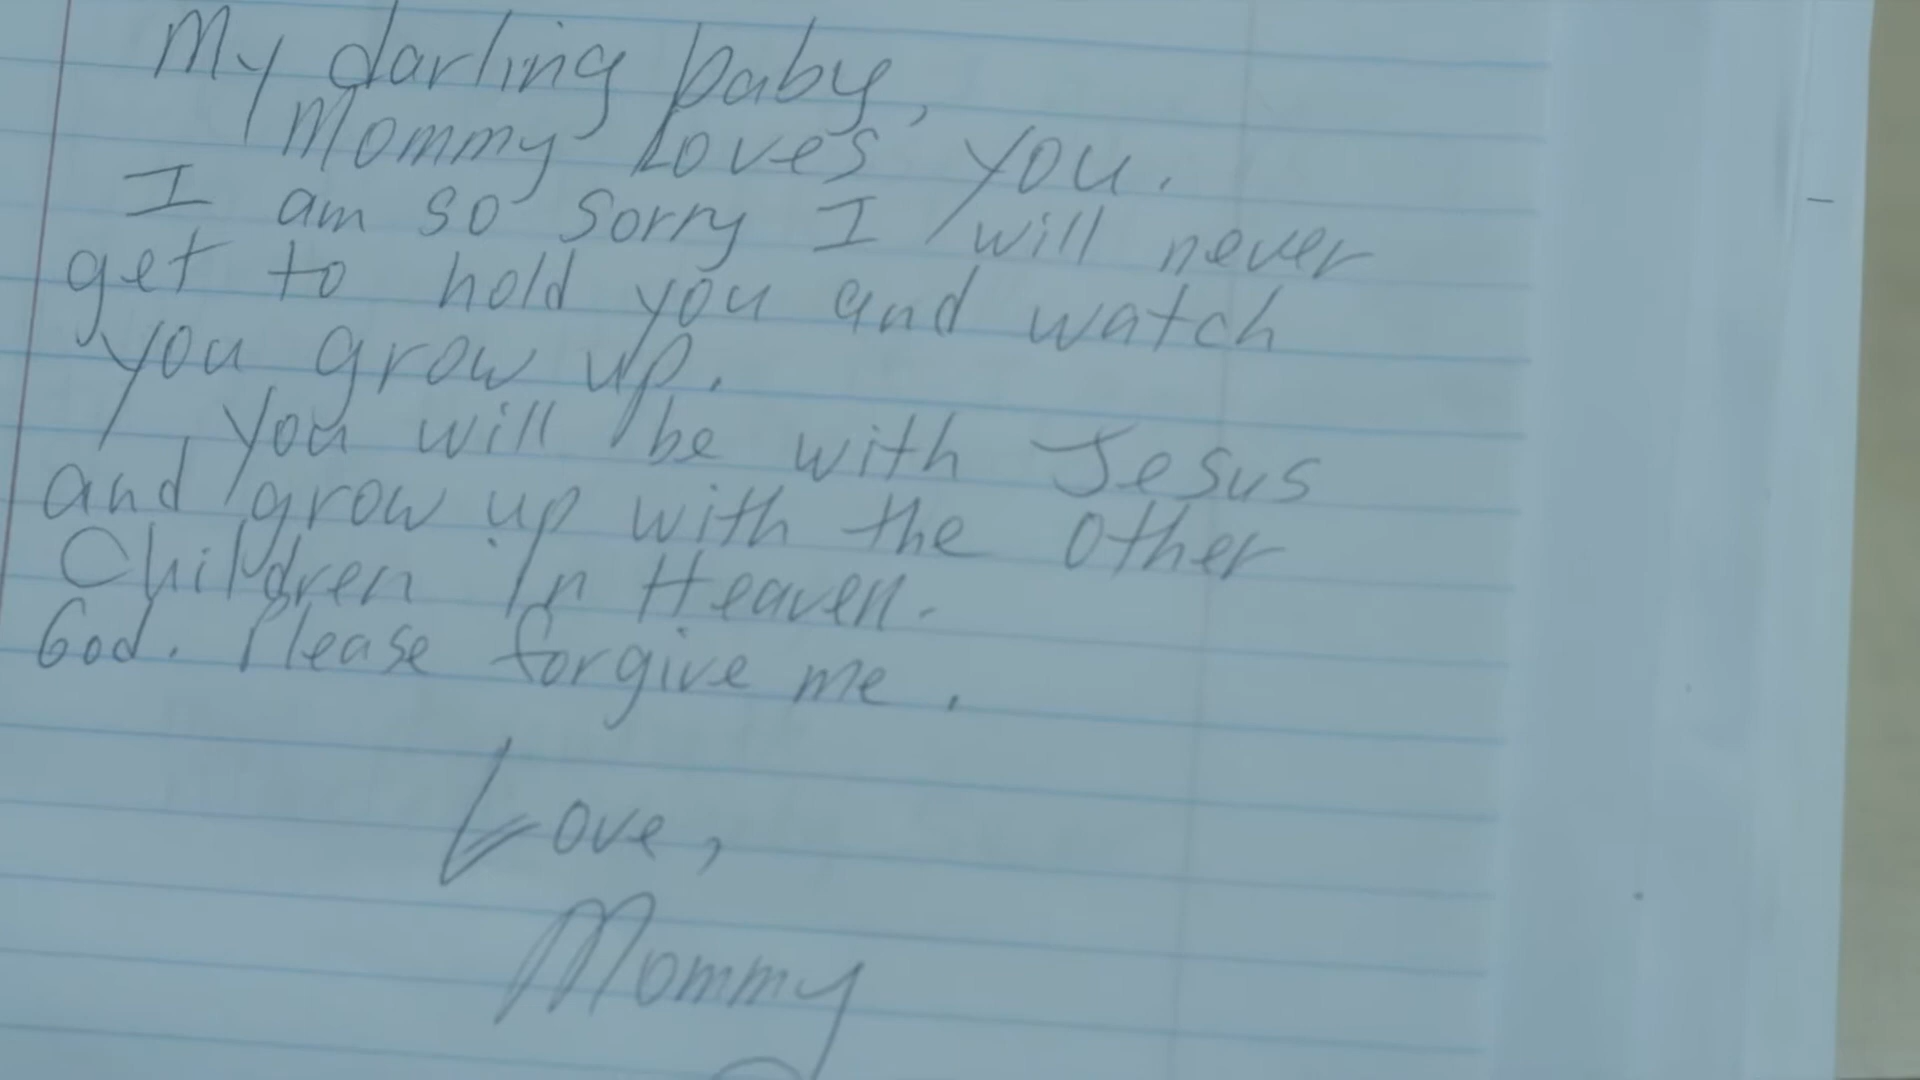 My darling baby,
Mommy Loves you.
I am so sorry I will never
get to hold you and watch
you grow up.
You will be with Jesus
and grow up with the other
Children In Heaven.
God. Please forgive me.
Love,
Mommy